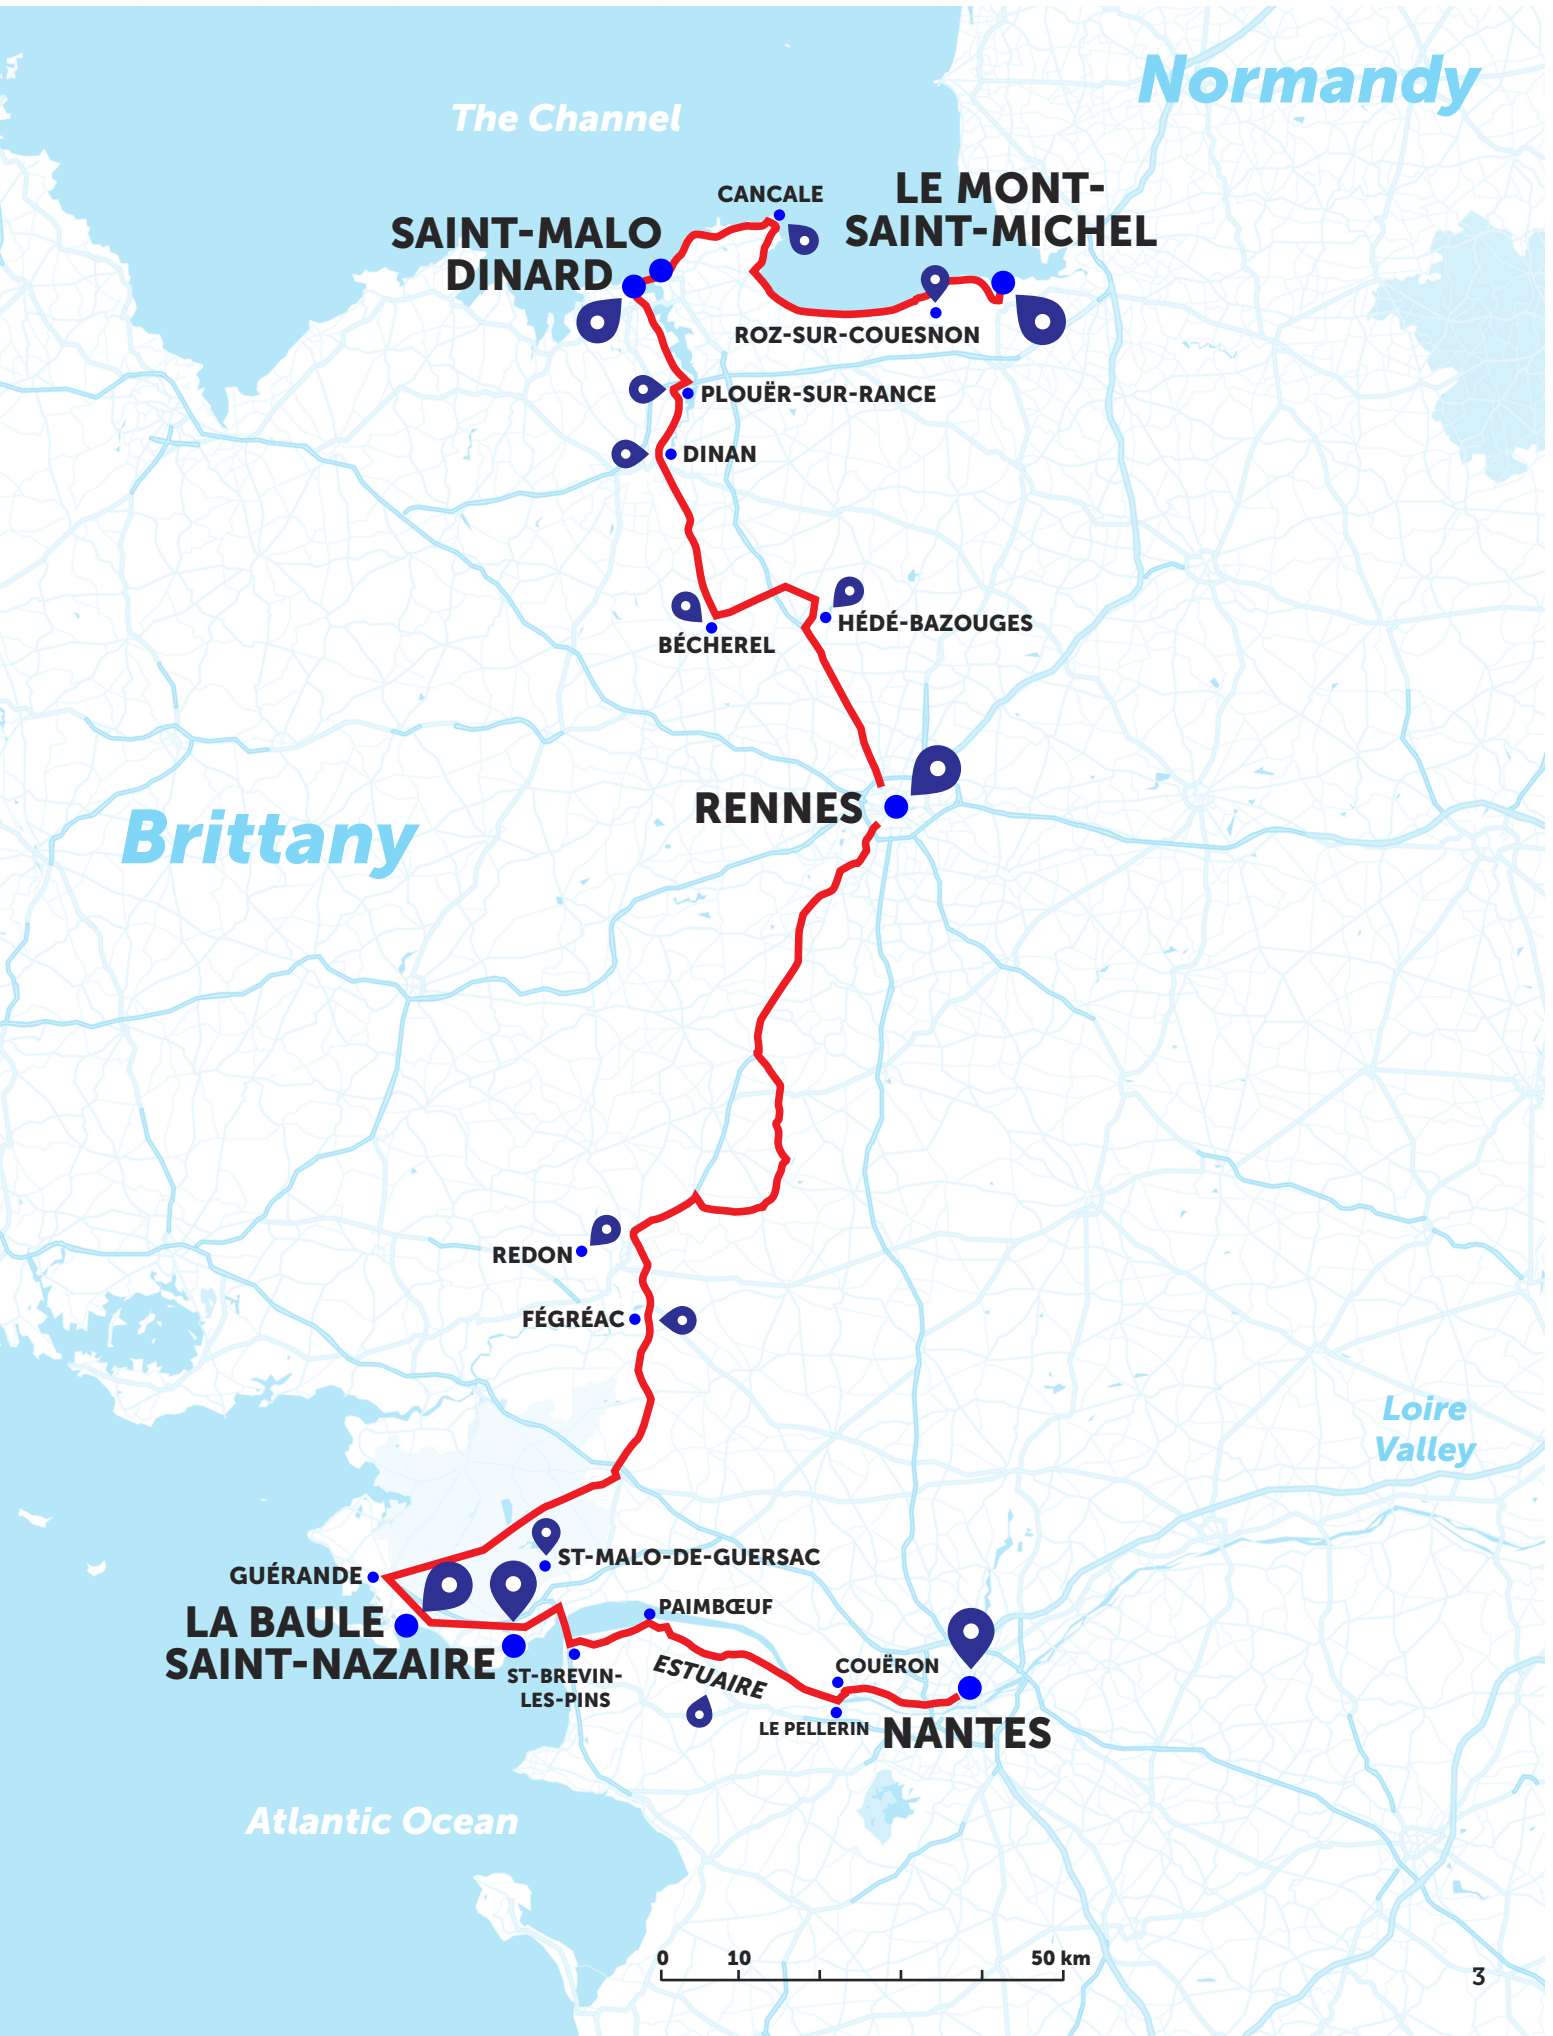 Normandy
The Channel
CANCALE
LE MONT-
SAINT-MICHEL
SAINT-MALO
DINARD
ROZ-SUR-COUESNON
PLOUËR-SUR-RANCE
DINAN
HÉDÉ-BAZOUGES
BÉCHEREL
RENNES
Brittany
REDON
FÉGRÉAC
Loire
Valley
ST-MALO-DE-GUERSAC
GUÉRANDE
PAIMBŒUF
LA BAULE
SAINT-NAZAIRE
ST-BREVIN-
LES-PINS
ESTUAIRE
COUËRON
LE PELLERIN
NANTES
Atlantic Ocean
0 10 50 km
3